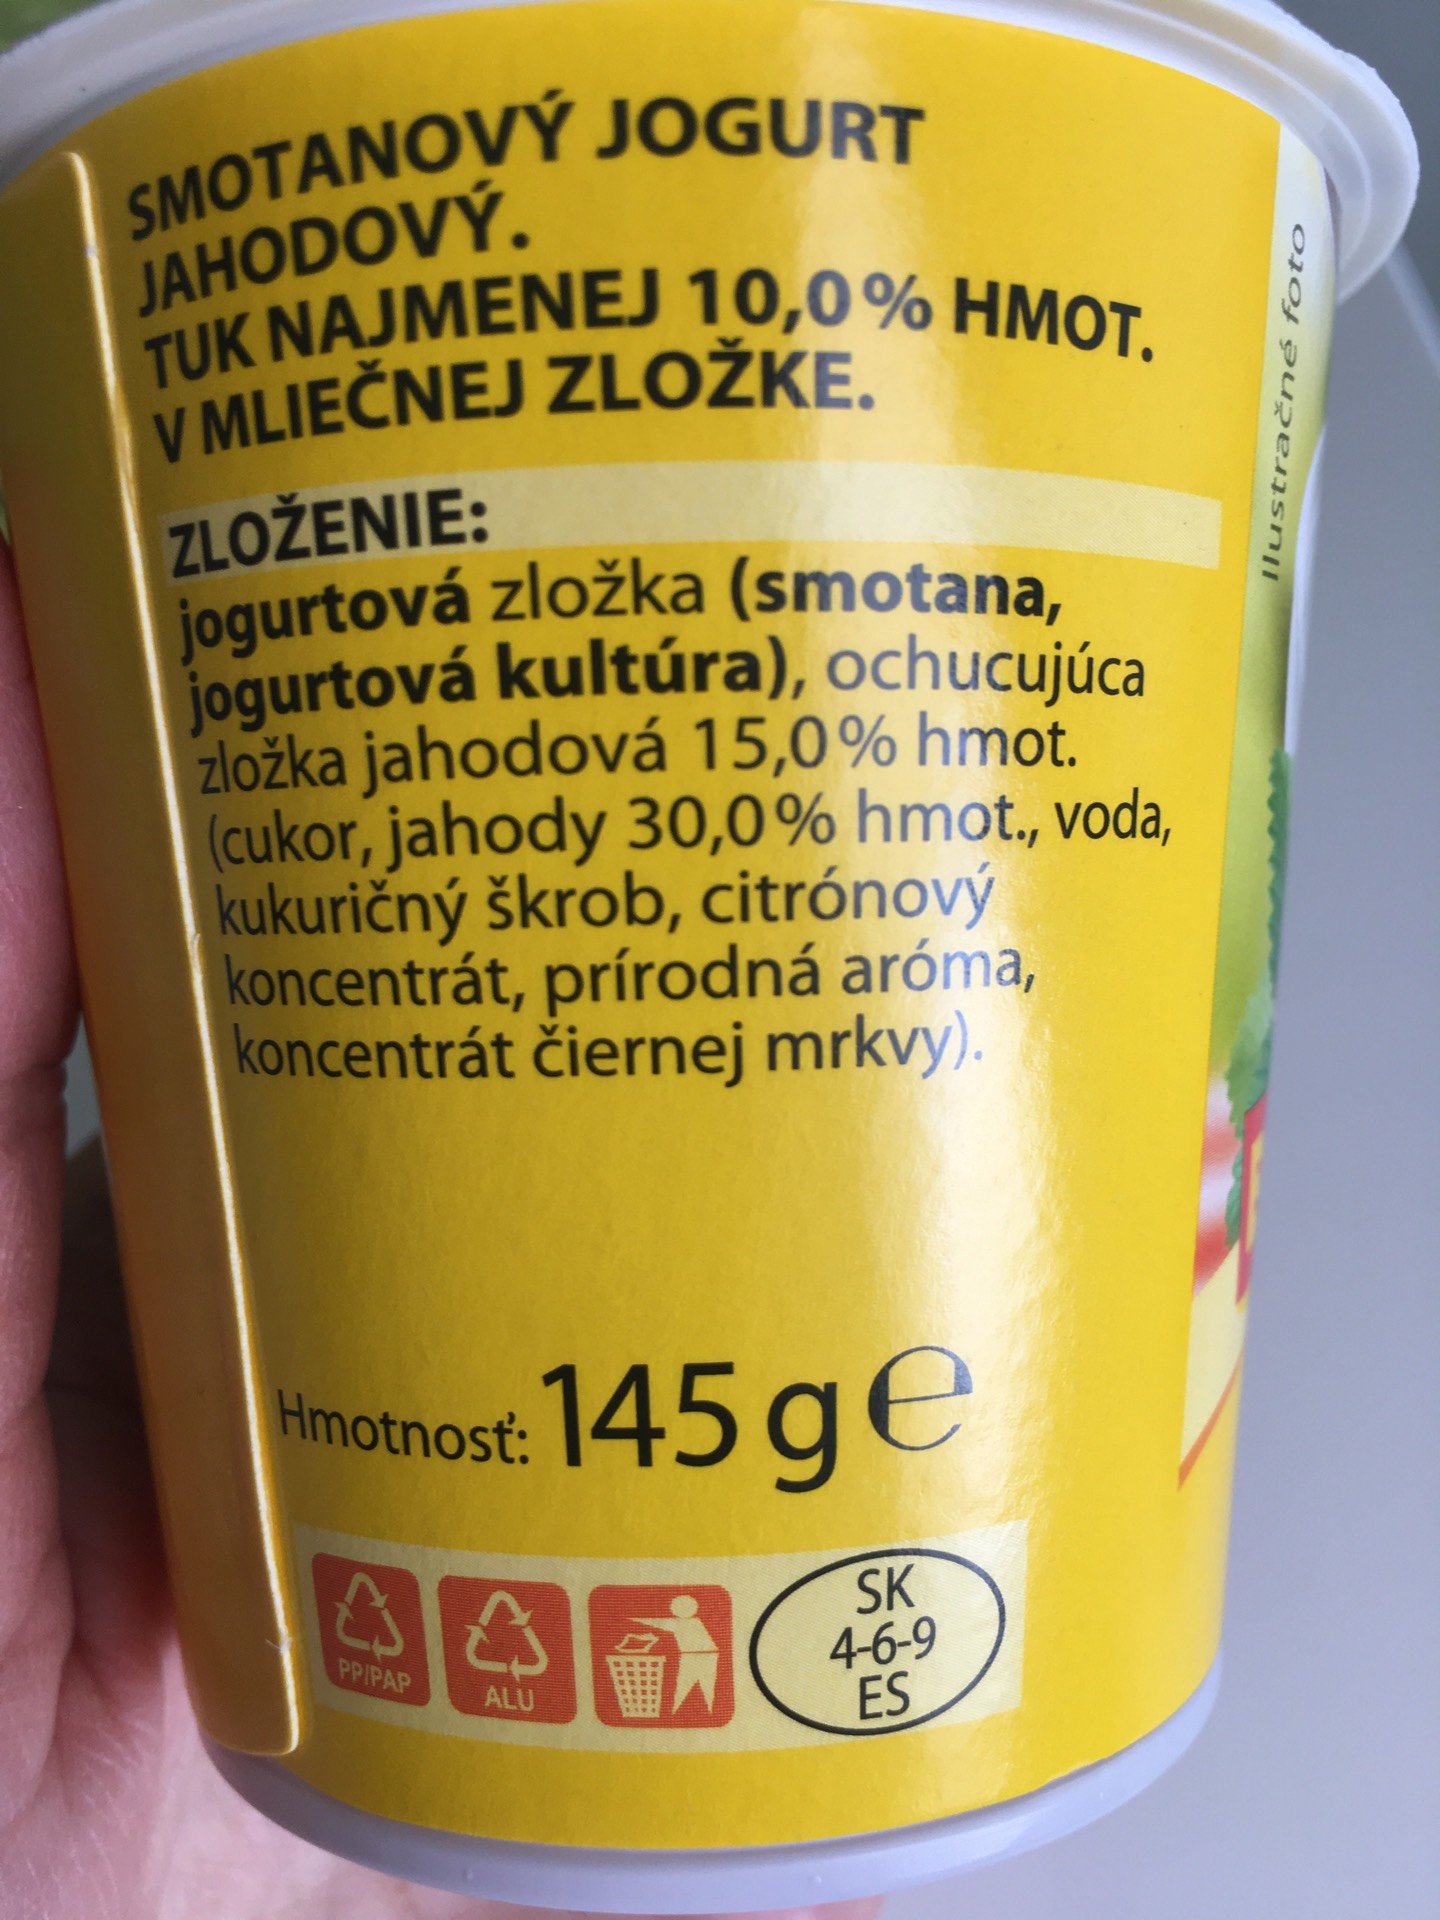 SMOTANOVÝ JOGURT
JAHODOVÝ.
TUK NAJMENEJ 10,0% HMOT.
V MLIEČNEJ ZLOŽKE.
ZLOŽENIE:
jogurtová zložka (smotana,
jogurtová kultúra), ochucujúca
zložka jahodová 15,0% hmot.
(cukor, jahody 30,0% hmot., voda,
kukuričný škrob, citrónový
koncentrát, prírodná aróma,
koncentrát čiernej mrkvy).
Hmotnosť: 145 g e
PP/PAP
ALU
SK
4-6-9
ES
Ilustračné foto